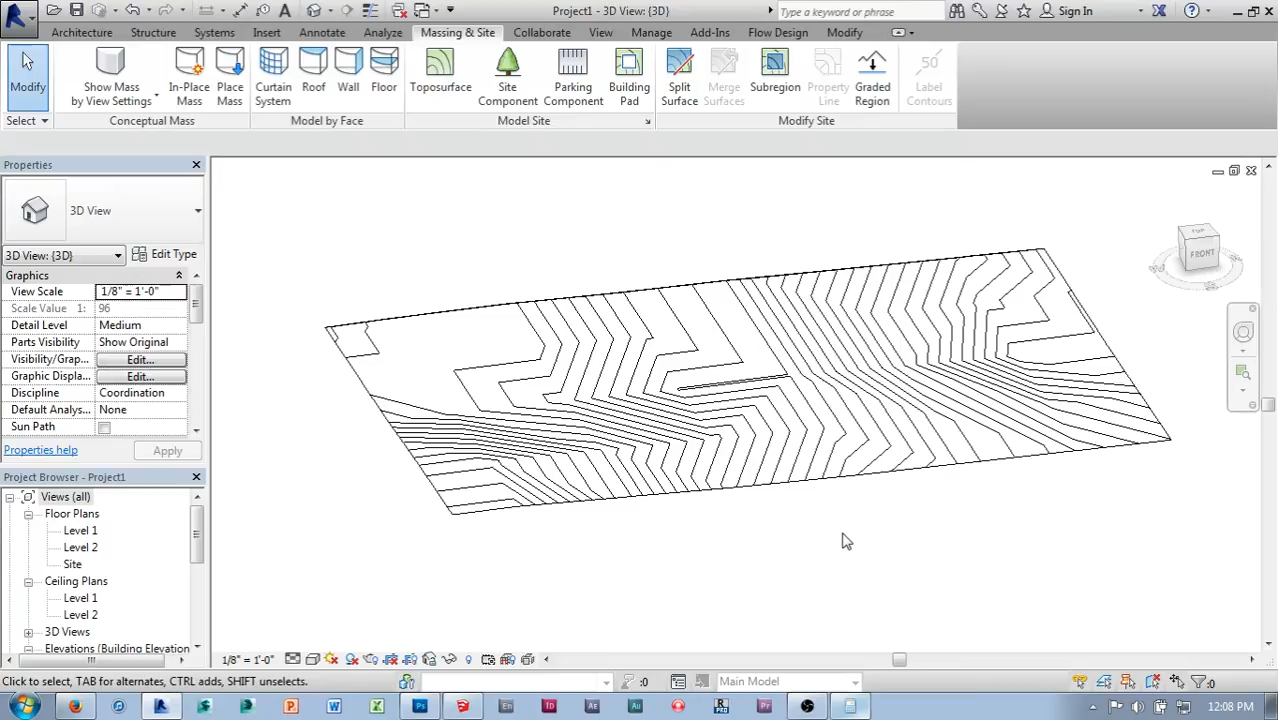 Project1 - 3D View: {3D}
Type a keyword or phrase
Sign In
Architecture Structure Systems Insert Annotate Analyze Massing & Site Collaborate View Manage Add-Ins Flow Design Modify
Modify
Show Mass
by View Settings
In-Place
Mass
Place
Mass
Curtain
System
Roof
Wall
Floor
Toposurface
Site
Component
Parking
Component
Building
Pad
Split
Surface
Merge
Surfaces
Subregion
Property
Line
Graded
Region
50
Label
Contours
Select
Conceptual Mass
Model by Face
Model Site
Modify Site
Properties
3D View
3D View: {3D}
Edit Type
Graphics
View Scale 1/8" = 1'-0"
Scale Value 1: 96
Detail Level Medium
Parts Visibility Show Original
Visibility/Grap... Edit...
Graphic Displa... Edit...
Discipline Coordination
Default Analys... None
Sun Path
Properties help
Apply
Project Browser - Project1
Views (all)
Floor Plans
Level 1
Level 2
Site
Ceiling Plans
Level 1
Level 2
3D Views
Elevations (Building Elevation
TOP
FRONT
1/8" = 1'-0"
Click to select, TAB for alternates, CTRL adds, SHIFT unselects.
:0
Main Model
:0
12:08 PM